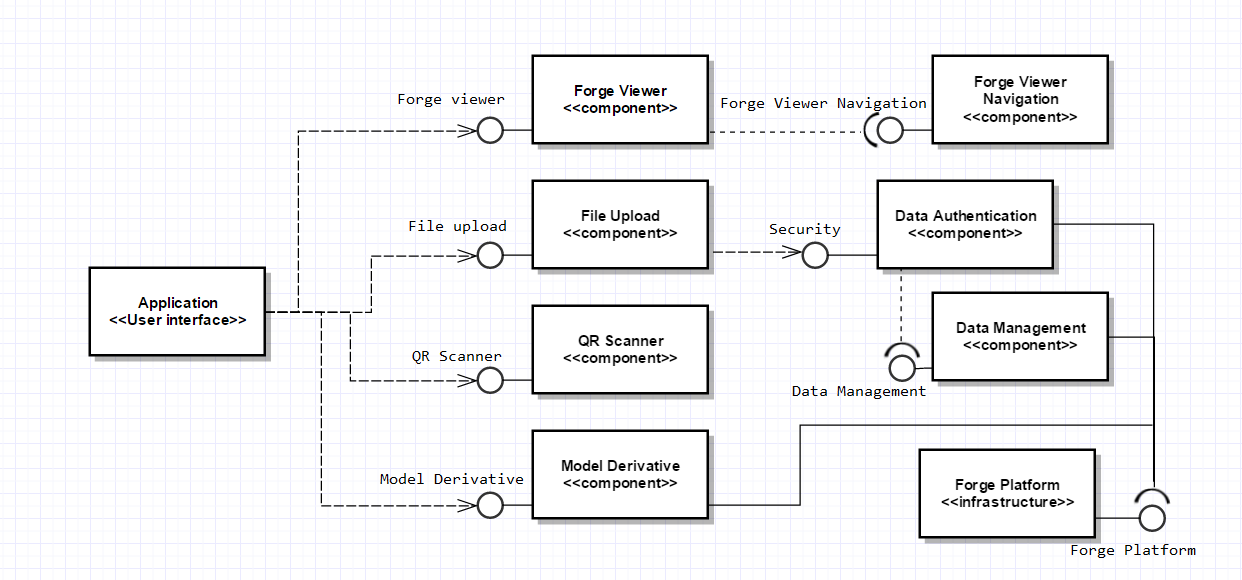 Forge viewer
Forge Viewer
<<component>>
Forge Viewer Navigation
Forge Viewer
Navigation
<<component>>
File upload
File Upload
<<component>>
Security
Data Authentication
<<component>>
Application
<<User interface>>
QR Scanner
QR Scanner
<<component>>
Data Management
<<component>>
Data Management
Model Derivative
Model Derivative
<<component>>
Forge Platform
<<infrastructure>>
Forge Platform